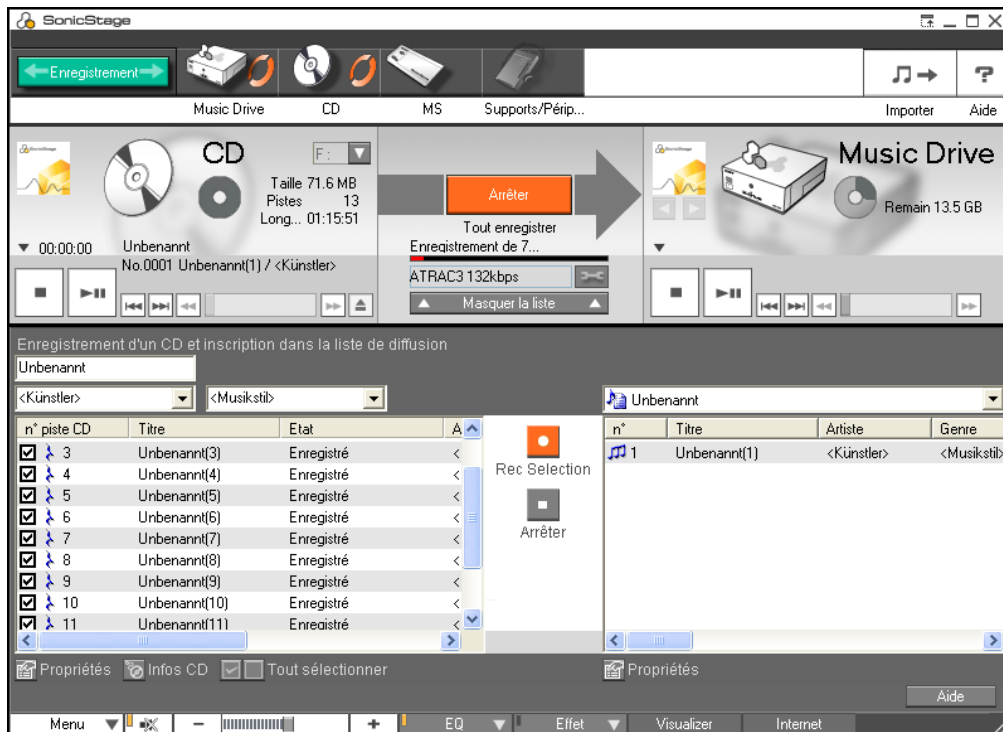 SonicStage
Enregistrement
Music Drive
CD
MS
Supports/Périp...
Importer
Aide
?
CD
F:
Taille 71.6 MB
Pistes 13
Long... 01:15:51
00:00:00
Unbenannt
No.0001 Unbenannt(1) / <Künstler>
Arrêter
Tout enregistrer
Enregistrement de 7...
ATRAC3 132kbps
Masquer la liste
SonicStage
Music Drive
Remain 13.5 GB
Enregistrement d'un CD et inscription dans la liste de diffusion
Unbenannt
<Künstler>
<Musikstil>
n° piste CD Titre Etat A
3 Unbenannt(3) Enregistré <
4 Unbenannt(4) Enregistré <
5 Unbenannt(5) Enregistré <
6 Unbenannt(6) Enregistré <
7 Unbenannt(7) Enregistré <
8 Unbenannt(8) Enregistré <
9 Unbenannt(9) Enregistré <
10 Unbenannt(10) Enregistré <
11 Unbenannt(11) Enregistré
Rec Selection
Arrêter
Unbenannt
n° Titre Artiste Genre
1 Unbenannt(1) <Künstler> <Musikstil>
Propriétés
Infos CD
Tout sélectionner
Propriétés
Aide
Menu
EQ
Effet
Visualizer
Internet